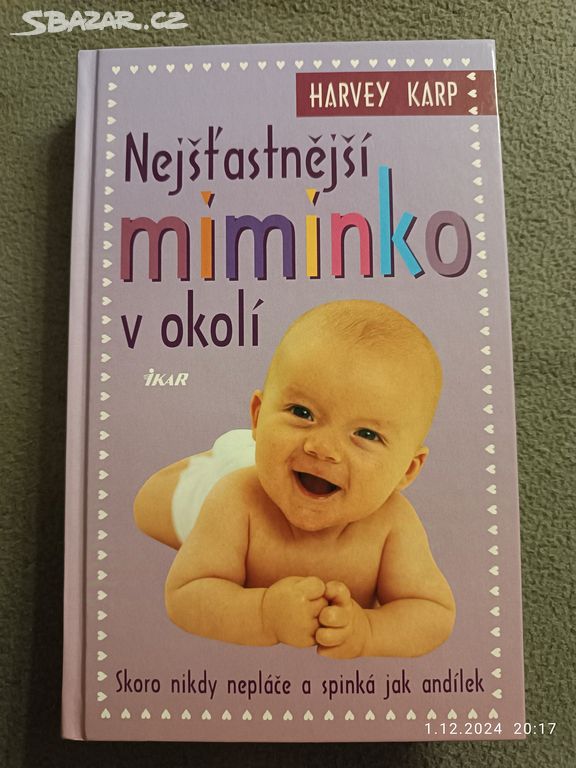 SBAZAR.CZ
HARVEY KARP
Nejšťastnější
miminko
v okolí
IKAR
Skoro nikdy nepláče a spinká jak andílek
1.12.2024 20:17